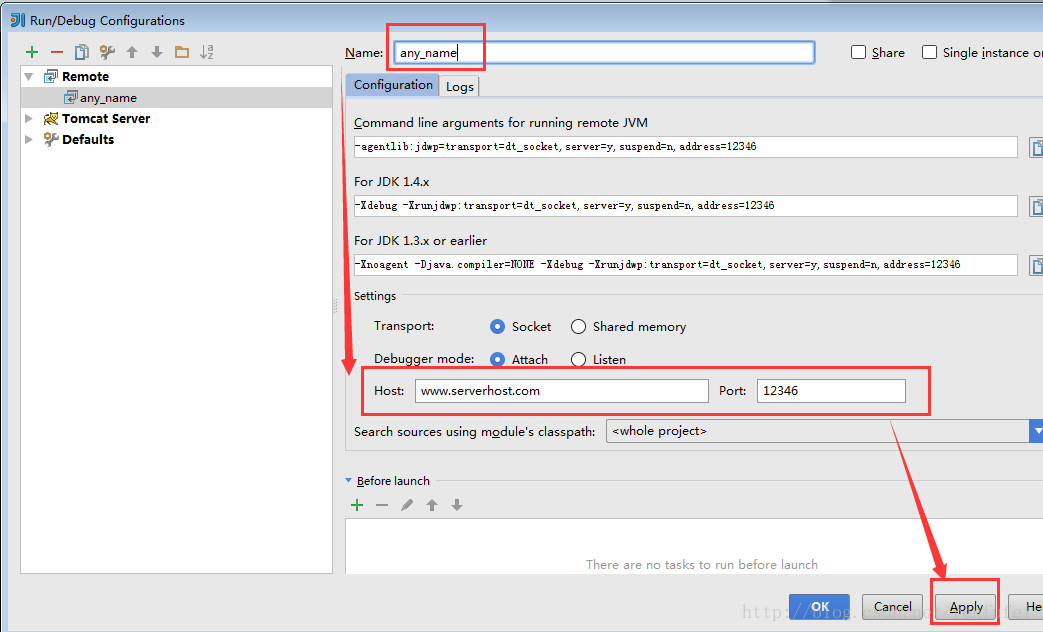 Run/Debug Configurations
Name: any_name Share Single instance
Remote
any_name
Tomcat Server
Defaults
Configuration Logs
Command line arguments for running remote JVM
-agentlib:jdwp=transport=dt_socket,server=y,suspend=n,address=12346
For JDK 1.4.x
-Xdebug -Xrunjdwp:transport=dt_socket,server=y,suspend=n,address=12346
For JDK 1.3.x or earlier
-Xnoagent -Djava.compiler=NONE -Xdebug -Xrunjdwp:transport=dt_socket,server=y,suspend=n,address=12346
Settings
Transport: Socket Shared memory
Debugger mode: Attach Listen
Host: www.serverhost.com Port: 12346
Search sources using module's classpath: <whole project>
Before launch
There are no tasks to run before launch
OK Cancel Apply He